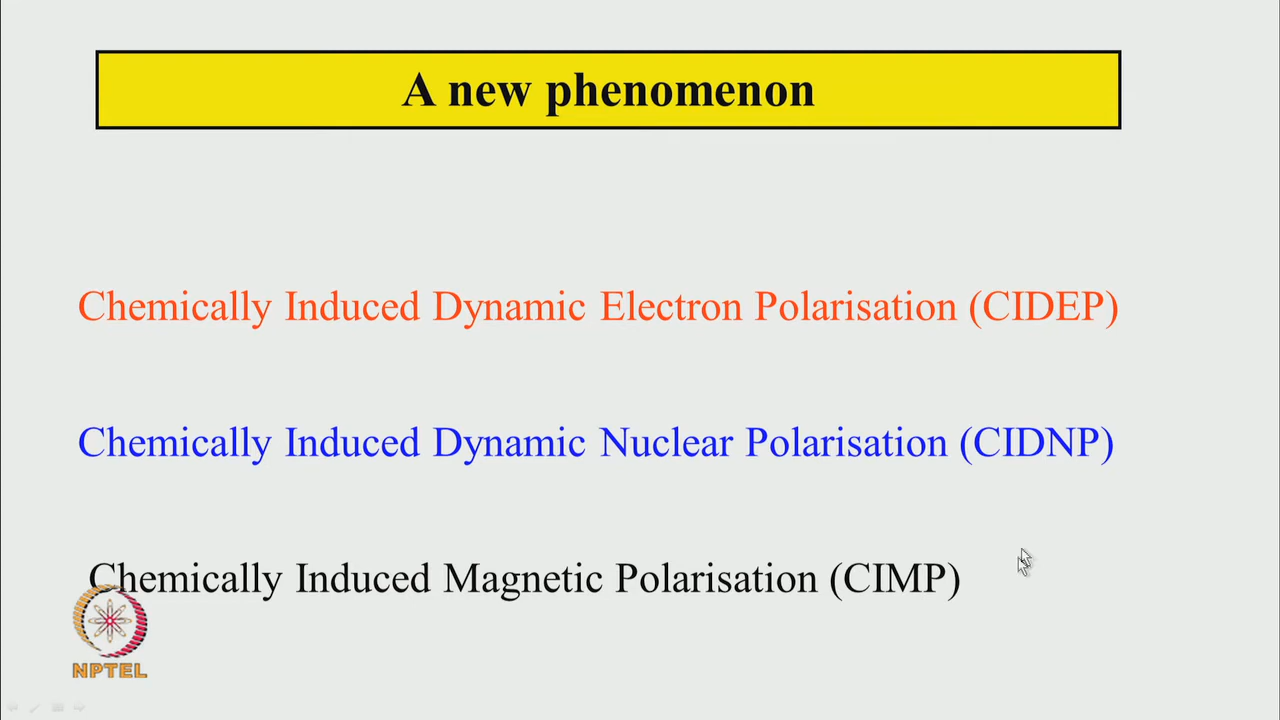 A new phenomenon
Chemically Induced Dynamic Electron Polarisation (CIDEP)
Chemically Induced Dynamic Nuclear Polarisation (CIDNP)
Chemically Induced Magnetic Polarisation (CIMP)
NPTEL